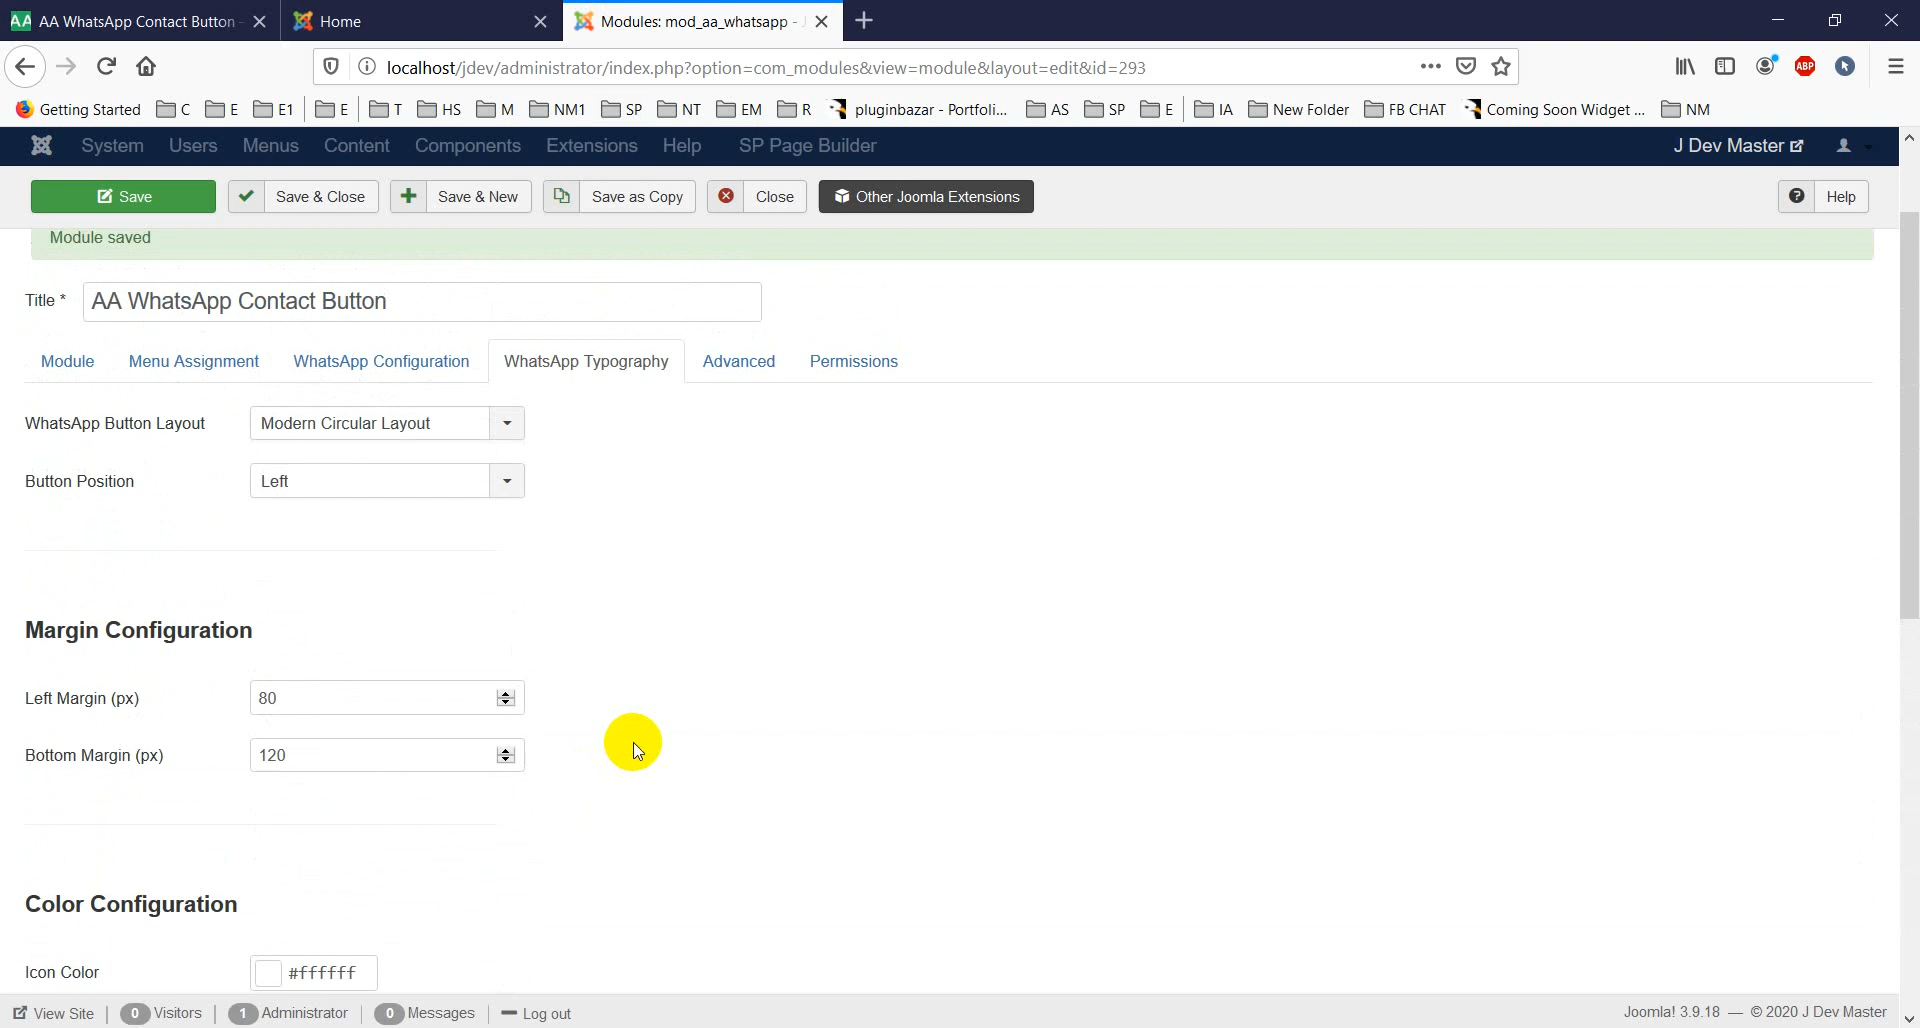 AA WhatsApp Contact Button
Home
Modules: mod_aa_whatsapp -
localhost/jdev/administrator/index.php?option=com_modules&view=module&layout=edit&id=293
ABP
Getting Started C E E1 E T HS M NM1 SP NT EM R pluginbazar - Portfoli... AS SP E IA New Folder FB CHAT Coming Soon Widget ... NM
System Users Menus Content Components Extensions Help SP Page Builder J Dev Master
Save Save & Close Save & New Save as Copy Close Other Joomla Extensions Help
Module saved
Title * AA WhatsApp Contact Button
Module Menu Assignment WhatsApp Configuration WhatsApp Typography Advanced Permissions
WhatsApp Button Layout Modern Circular Layout
Button Position Left
Margin Configuration
Left Margin (px) 80
Bottom Margin (px) 120
Color Configuration
Icon Color #ffffff
View Site 0 Visitors 1 Administrator 0 Messages Log out Joomla! 3.9.18 — © 2020 J Dev Master